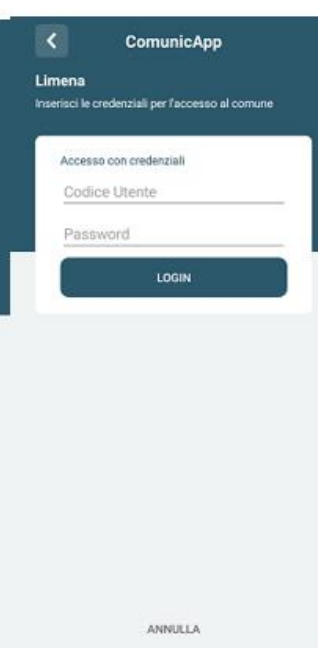 ComunicApp
Limena
Inserisci le credenziali per l'accesso al comune
Accesso con credenziali
Codice Utente
Password
LOGIN
ANNULLA